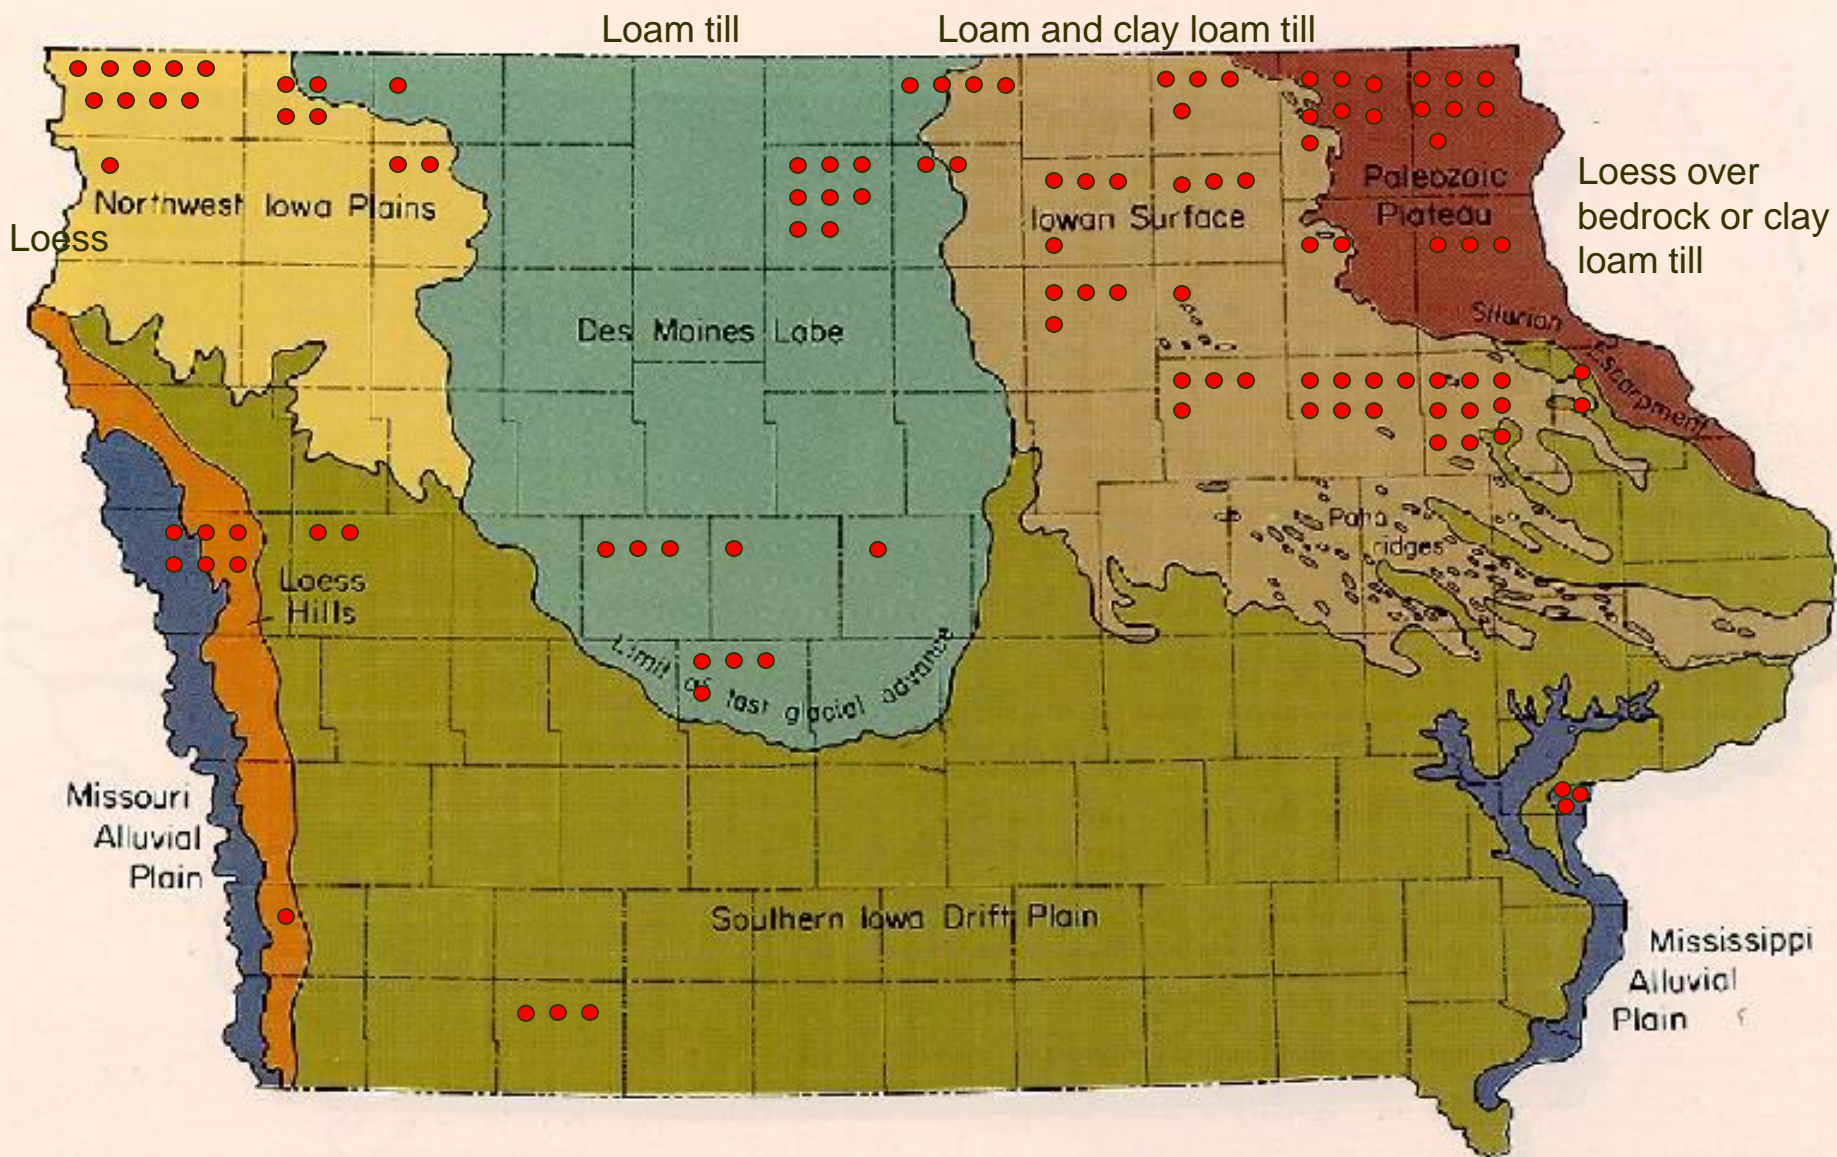 Loam till
Loam and clay loam till
Northwest Iowa Plains
Loess
Des Moines Lobe
Iowan Surface
Paleozoic
Plateau
Loess over
bedrock or clay
loam till
Silurian Escarpment
Paha
ridges
Loess
Hills
Limit of last glacial advance
Missouri
Alluvial
Plain
Southern Iowa Drift Plain
Mississippi
Alluvial
Plain